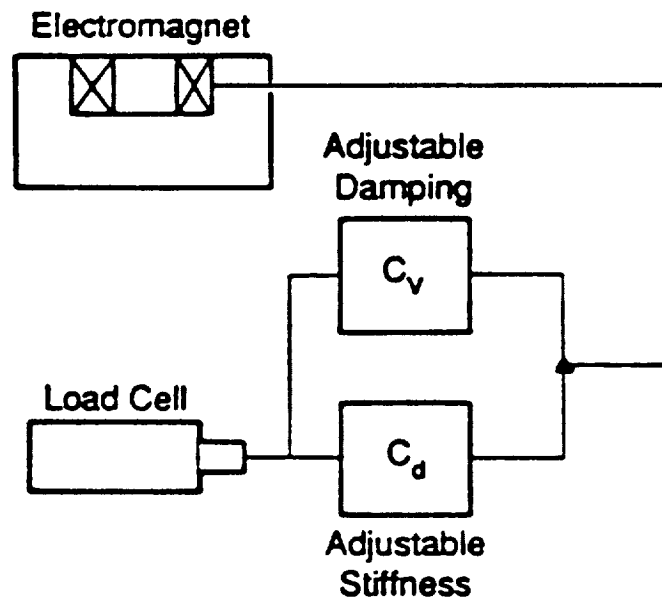 Electromagnet
Adjustable
Damping
C_v
Load Cell
C_d
Adjustable
Stiffness